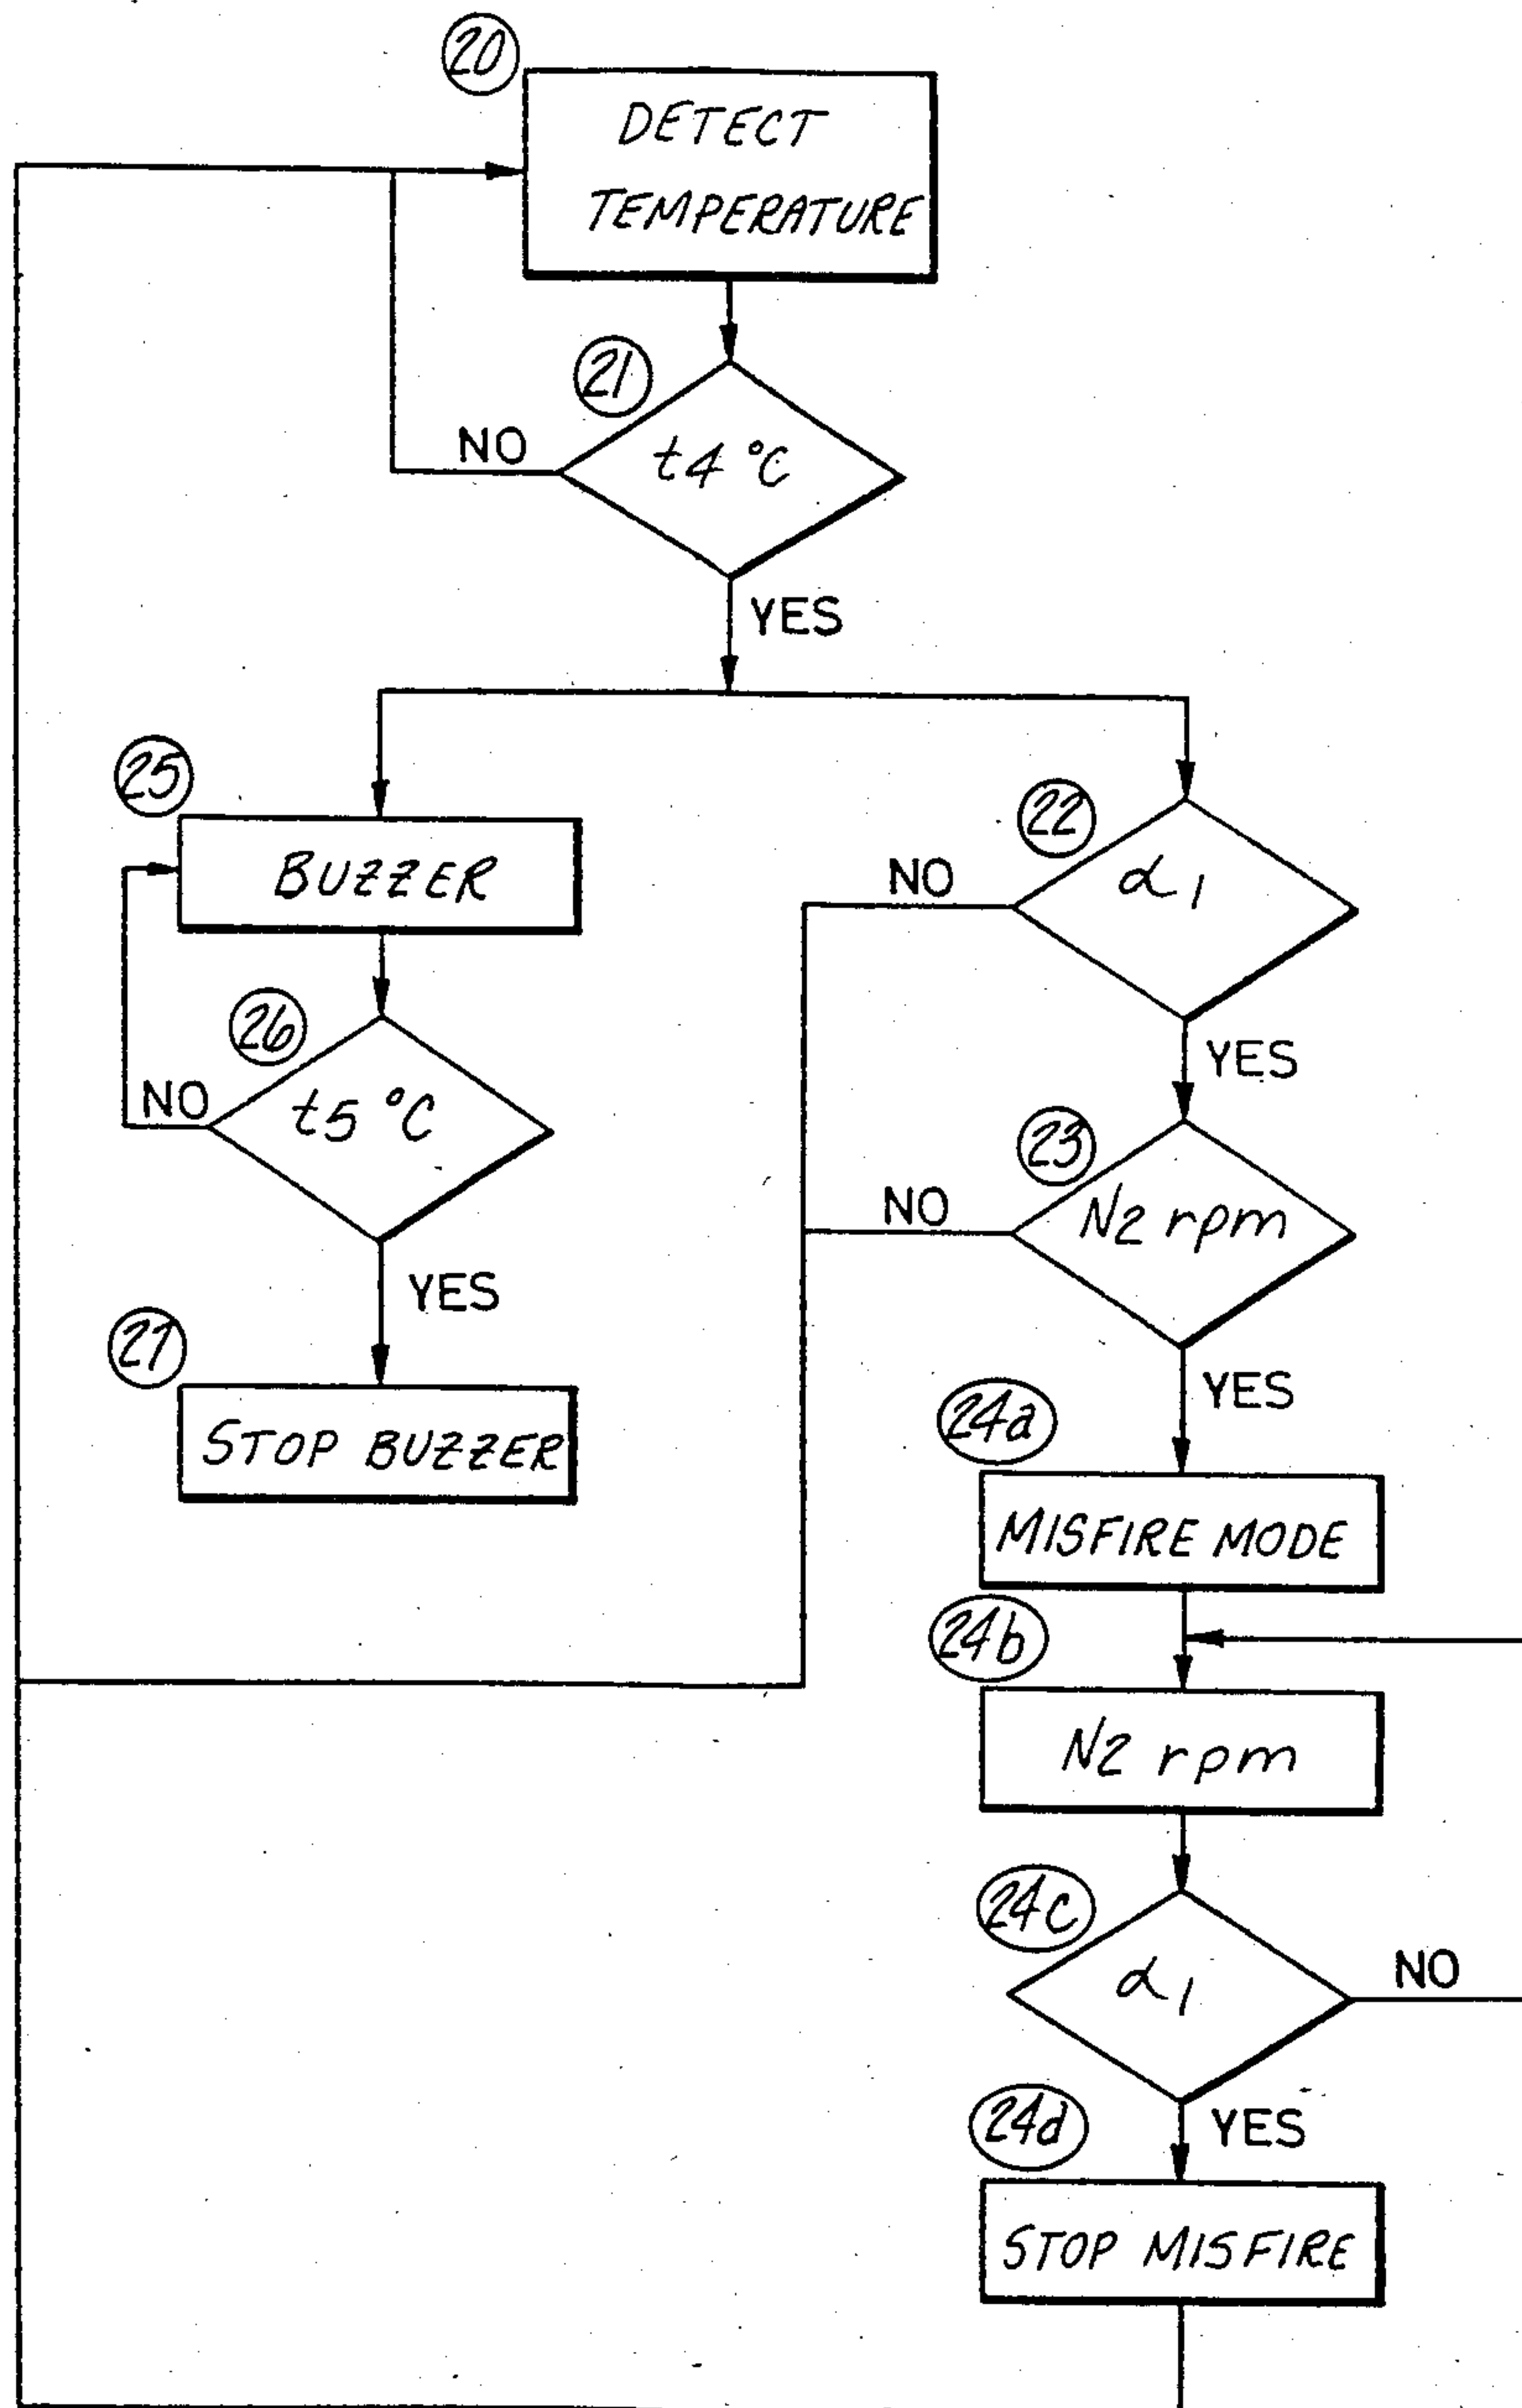 20
DETECT
TEMPERATURE
21
t4 °C
NO
YES
25
BUZZER
26
t5 °C
NO
YES
27
STOP BUZZER
22
α1
NO
YES
23
N2 rpm
NO
YES
24a
MISFIRE MODE
24b
N2 rpm
24c
α1
NO
YES
24d
STOP MISFIRE